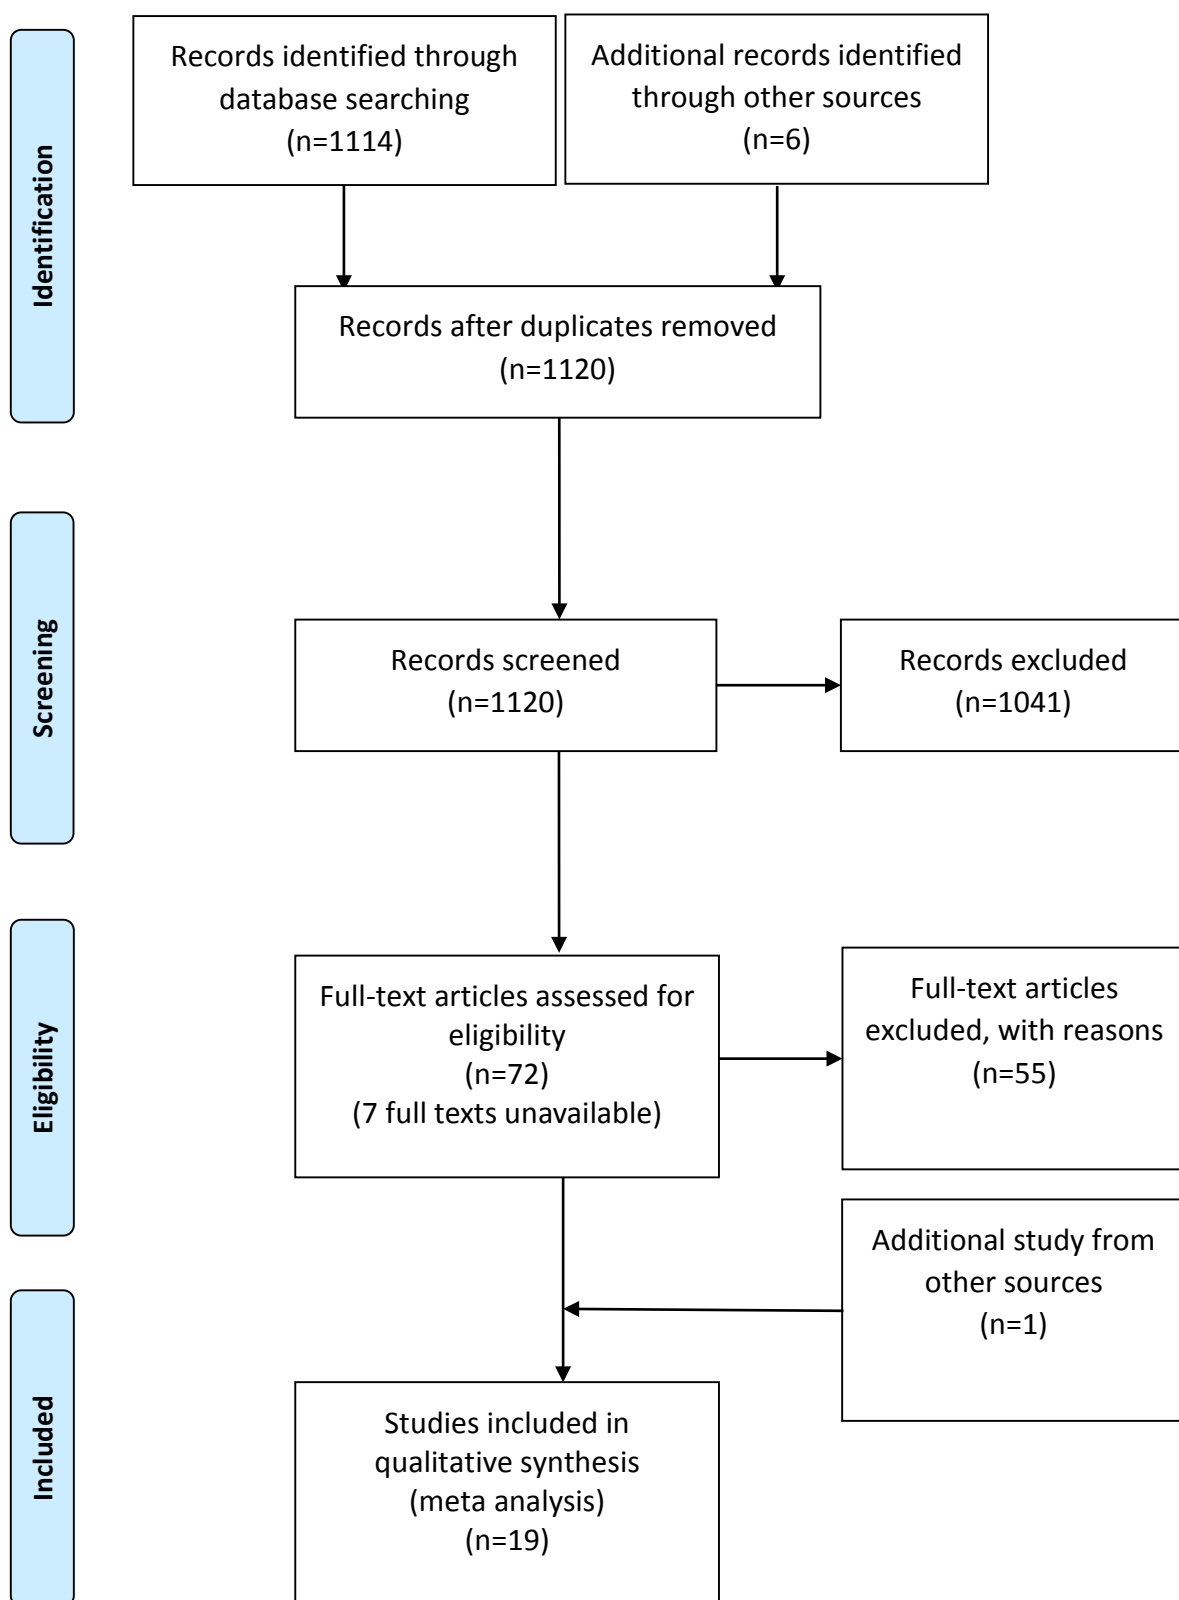 Identification
Records identified through
database searching
(n=1114)
Additional records identified
through other sources
(n=6)
Records after duplicates removed
(n=1120)
Screening
Records screened
(n=1120)
Records excluded
(n=1041)
Eligibility
Full-text articles assessed for
eligibility
(n=72)
(7 full texts unavailable)
Full-text articles
excluded, with reasons
(n=55)
Additional study from
other sources
(n=1)
Included
Studies included in
qualitative synthesis
(meta analysis)
(n=19)